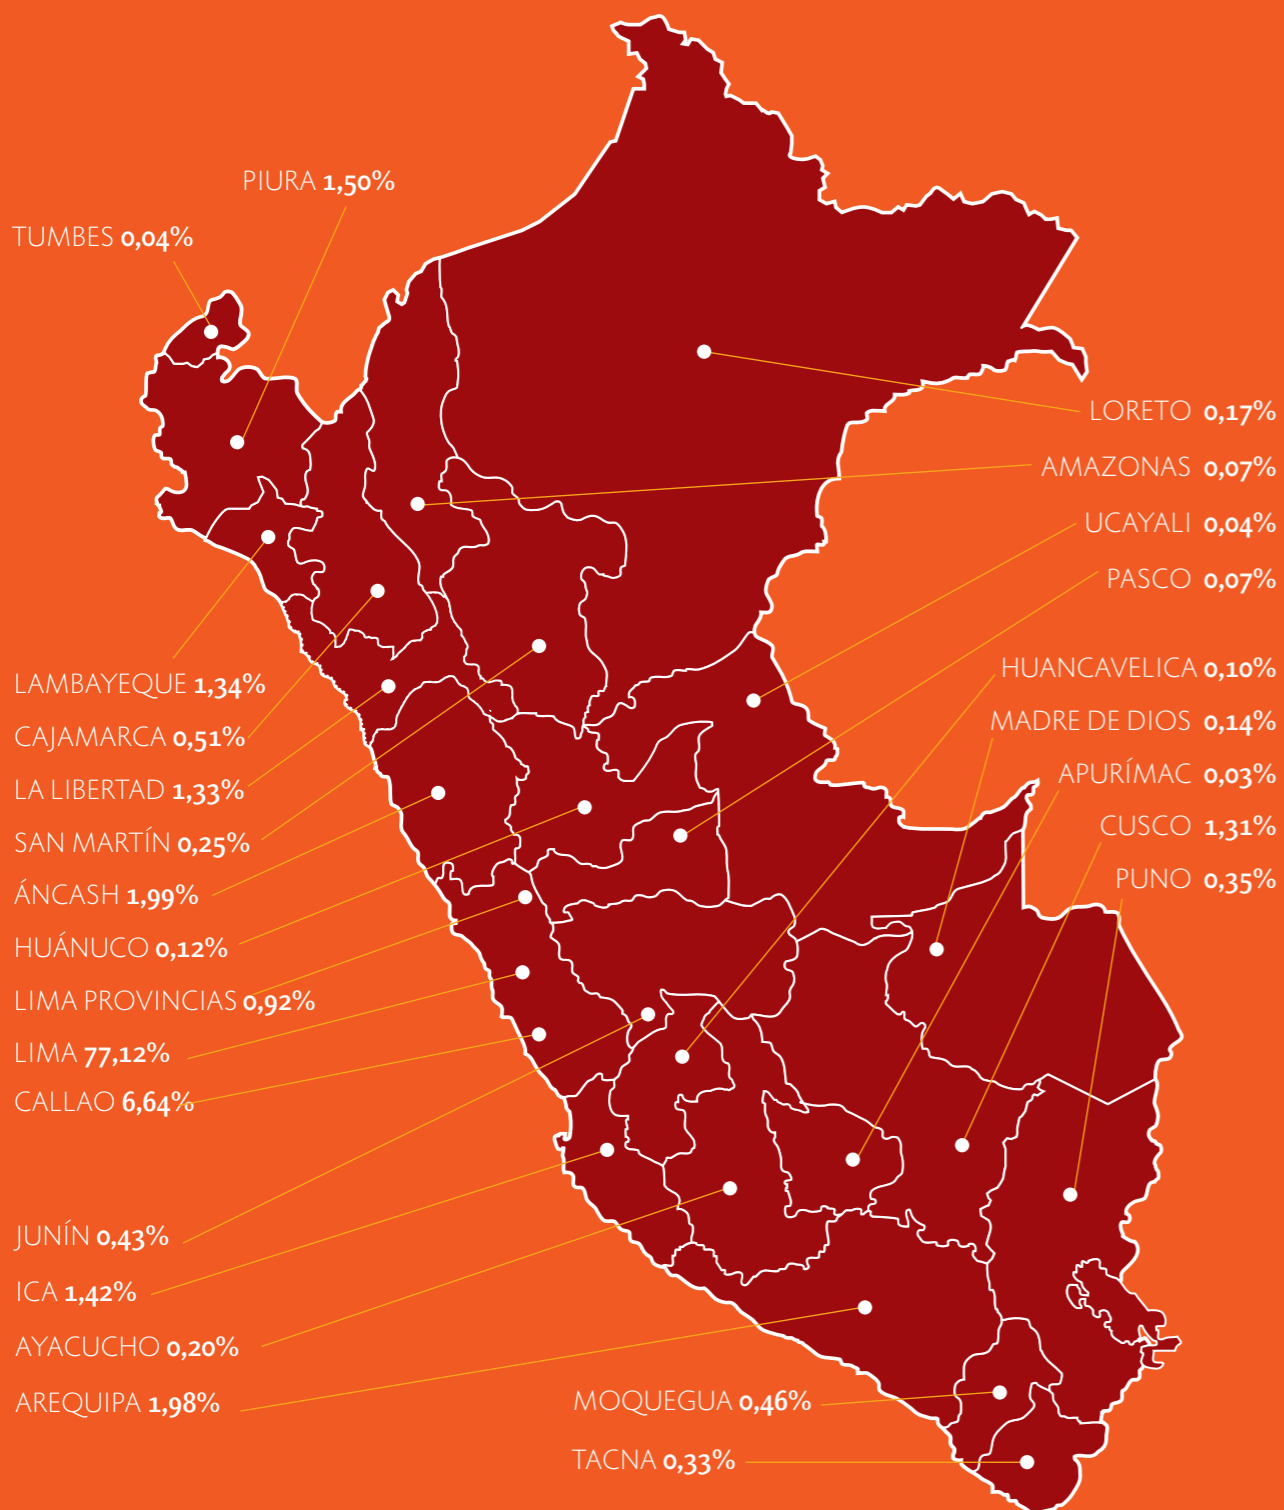 PIURA 1,50%
TUMBES 0,04%
LORETO 0,17%
AMAZONAS 0,07%
UCAYALI 0,04%
PASCO 0,07%
HUANCAVELICA 0,10%
MADRE DE DIOS 0,14%
APURÍMAC 0,03%
CUSCO 1,31%
PUNO 0,35%
LAMBAYEQUE 1,34%
CAJAMARCA 0,51%
LA LIBERTAD 1,33%
SAN MARTÍN 0,25%
ÁNCASH 1,99%
HUÁNUCO 0,12%
LIMA PROVINCIAS 0,92%
LIMA 77,12%
CALLAO 6,64%
JUNÍN 0,43%
ICA 1,42%
AYACUCHO 0,20%
AREQUIPA 1,98%
MOQUEGUA 0,46%
TACNA 0,33%